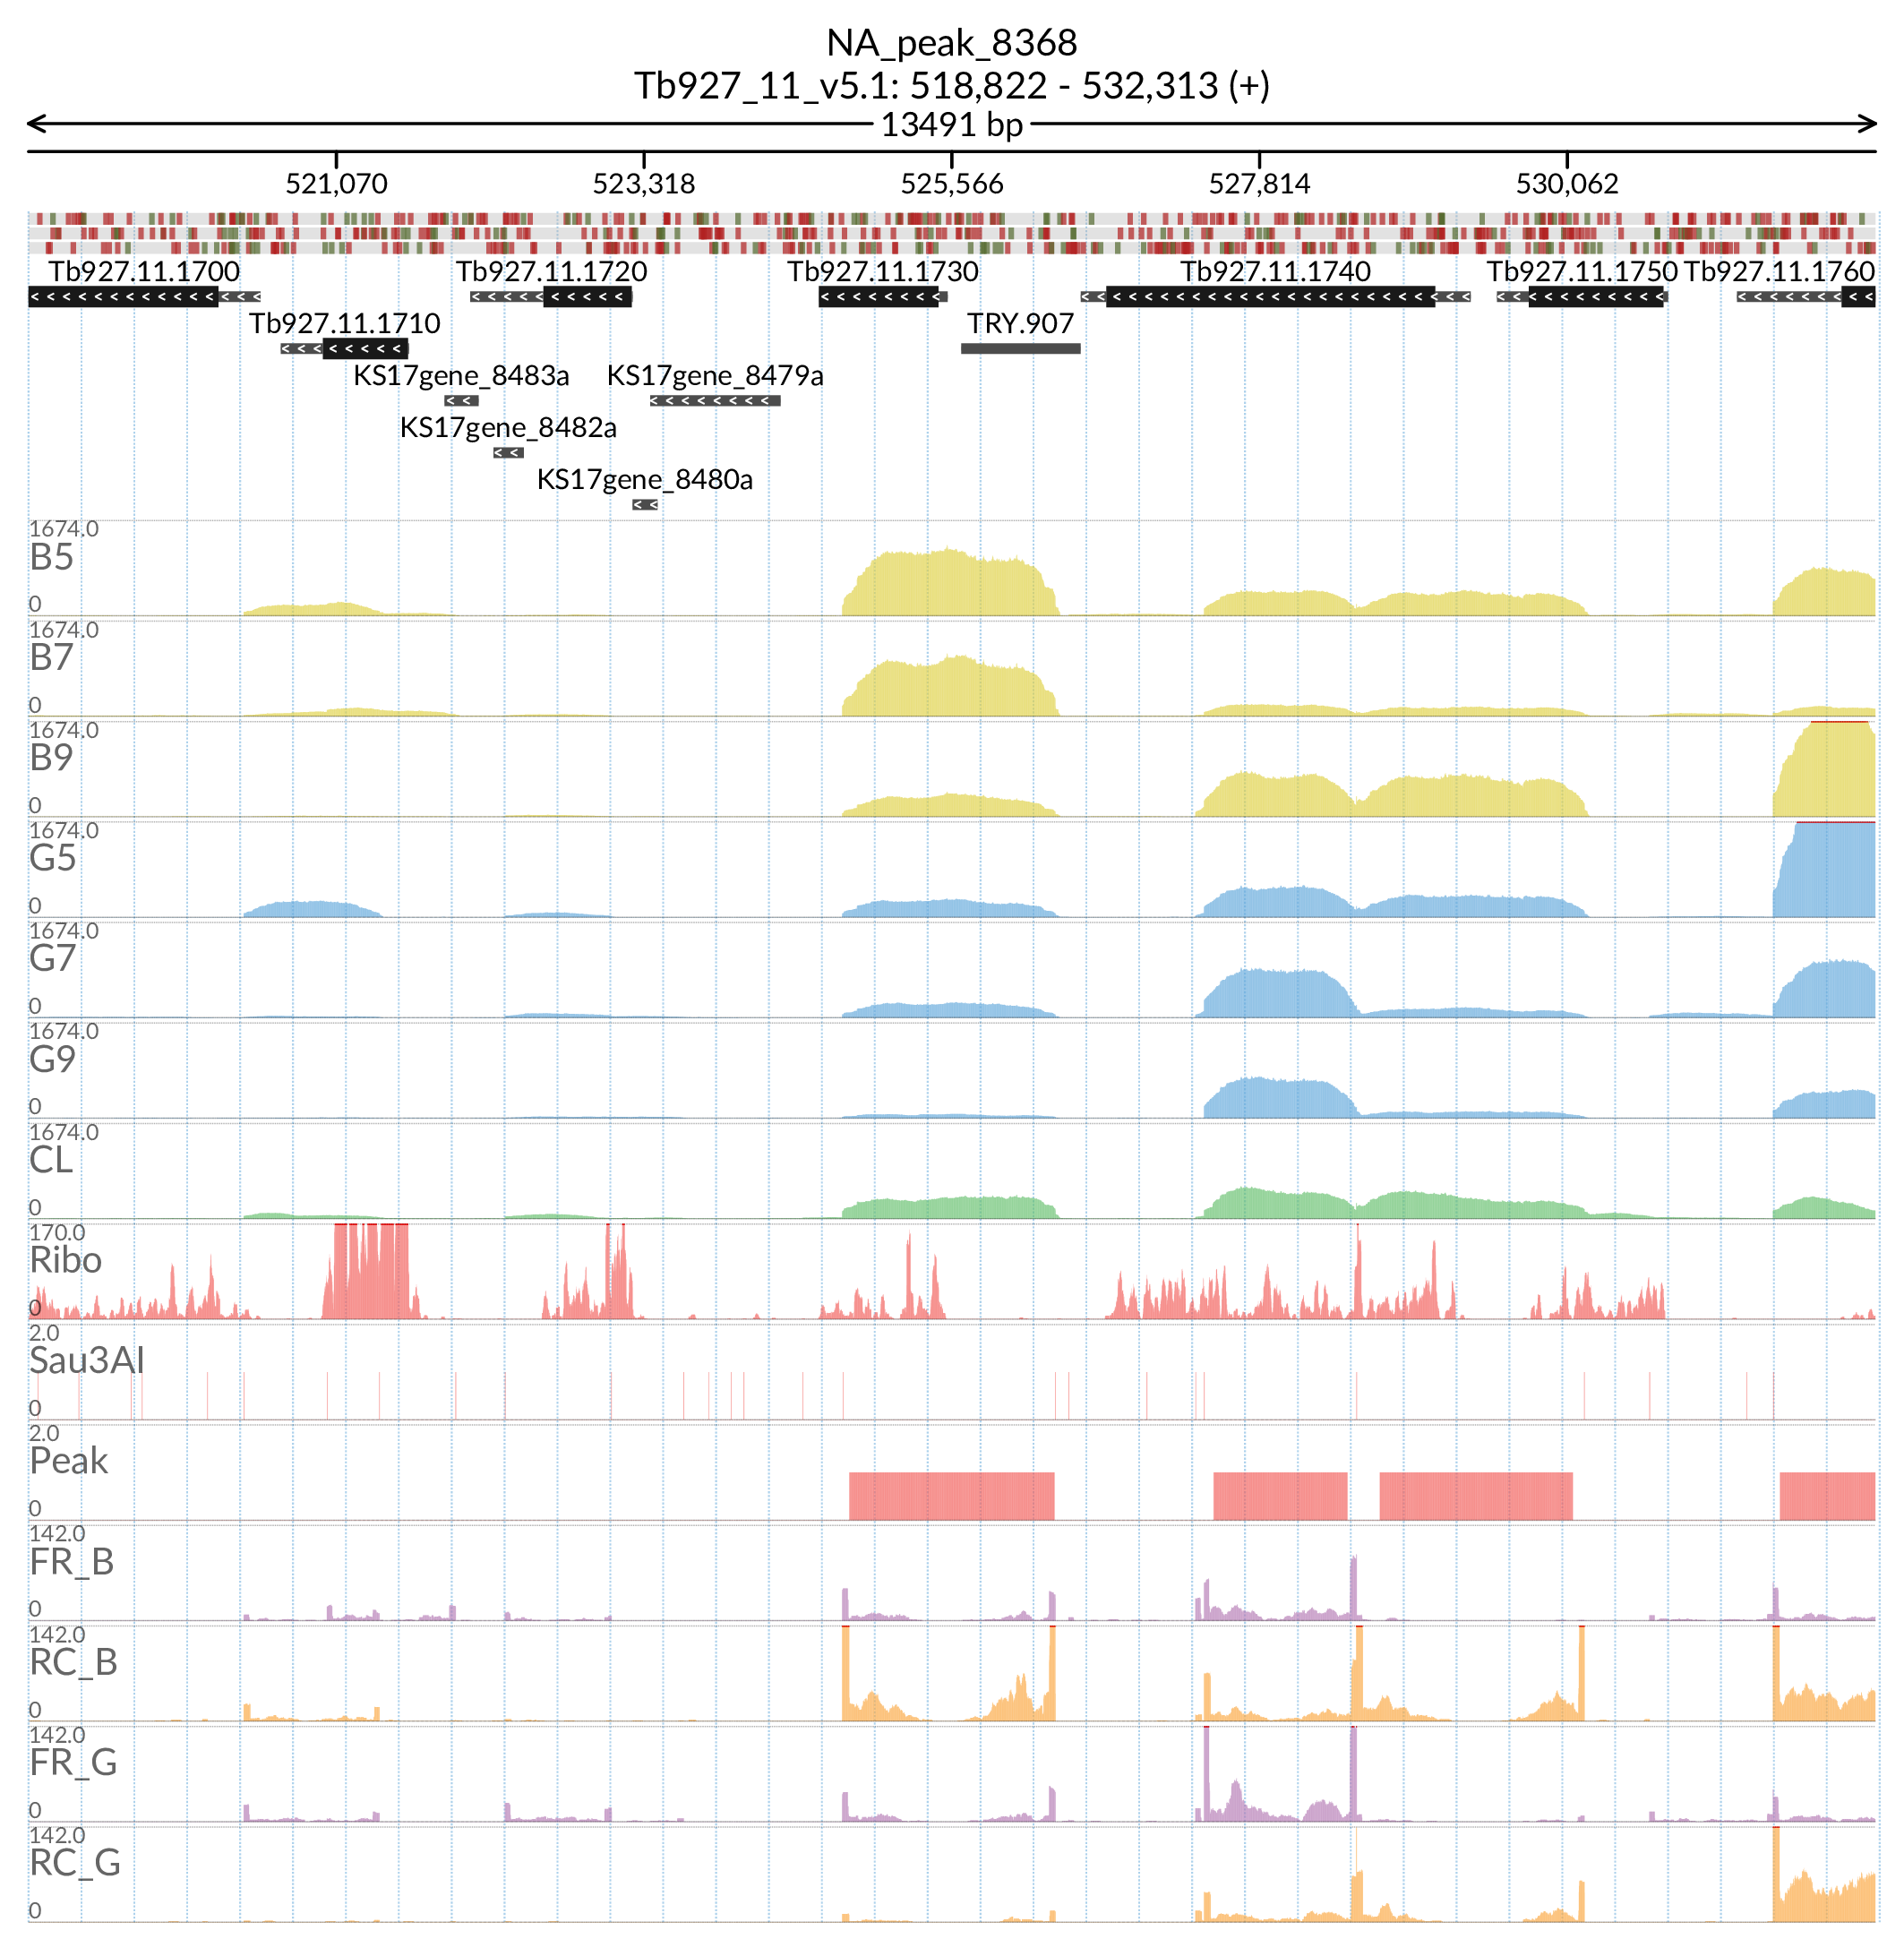 NA_peak_8368
Tb927_11_v5.1: 518,822 - 532,313 (+)
13491 bp
521,070 523,318 525,566 527,814 530,062
Tb927.11.1700 Tb927.11.1720 Tb927.11.1730 Tb927.11.1740 Tb927.11.1750 Tb927.11.1760
Tb927.11.1710 TRY.907
KS17gene_8483a KS17gene_8479a
KS17gene_8482a
KS17gene_8480a
1674.0
B5
0
1674.0
B7
0
1674.0
B9
0
1674.0
G5
0
1674.0
G7
0
1674.0
G9
0
1674.0
CL
0
170.0
Ribo
0
2.0
Sau3AI
0
2.0
Peak
0
142.0
FR_B
0
142.0
RC_B
0
142.0
FR_G
0
142.0
RC_G
0